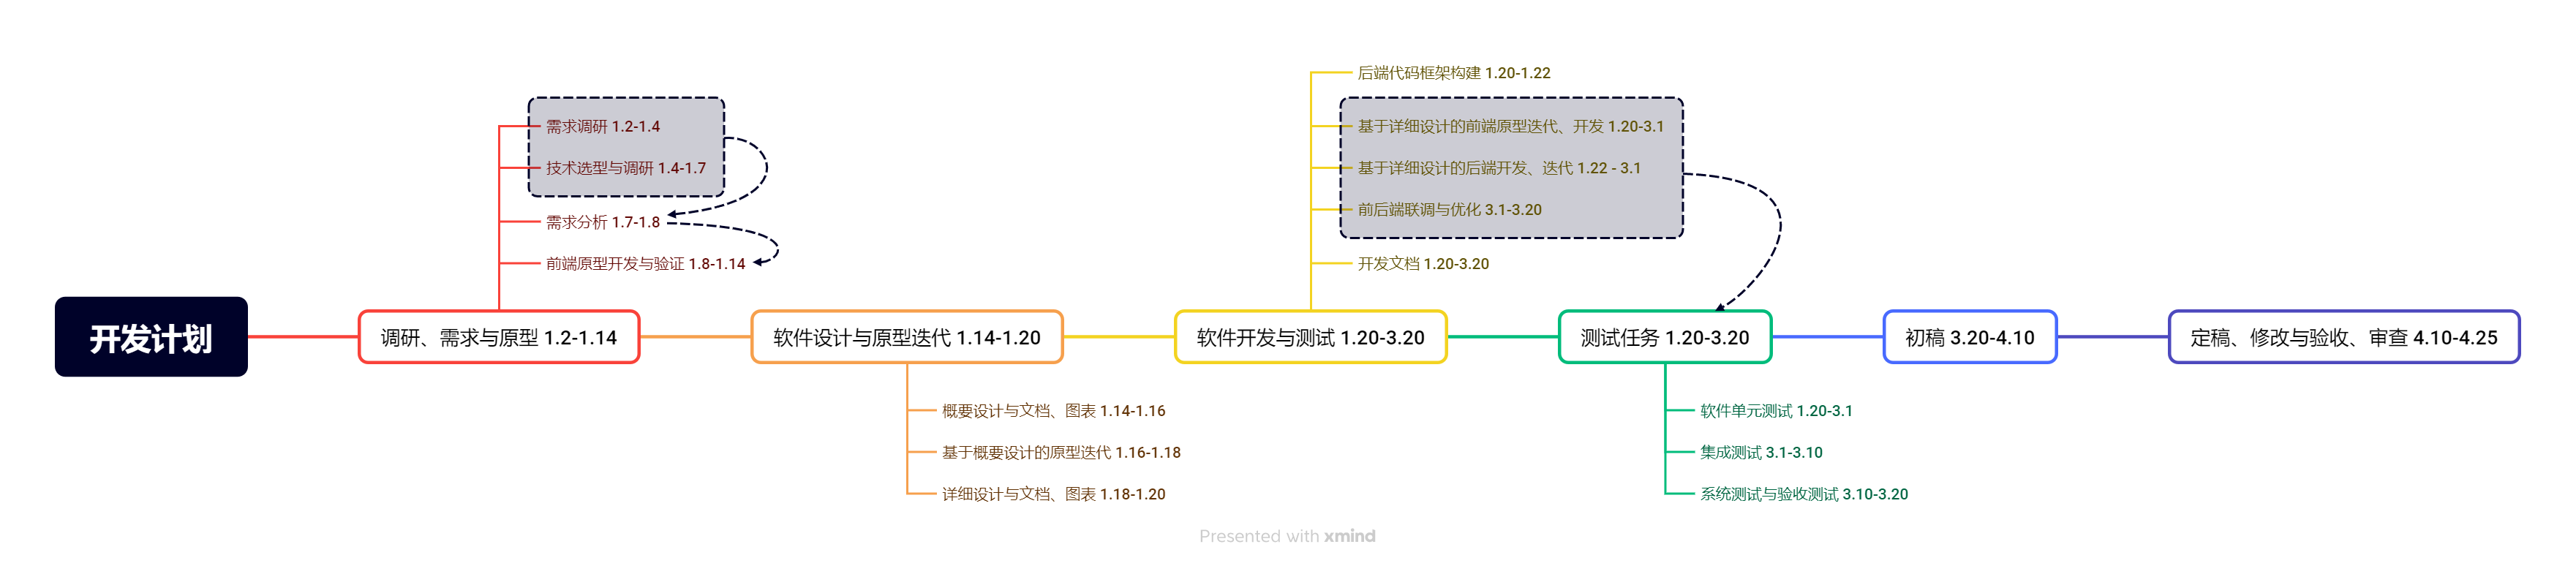 开发计划
调研、需求与原型 1.2-1.14
需求调研 1.2-1.4
技术选型与调研 1.4-1.7
需求分析 1.7-1.8
前端原型开发与验证 1.8-1.14
软件设计与原型迭代 1.14-1.20
概要设计与文档、图表 1.14-1.16
基于概要设计的原型迭代 1.16-1.18
详细设计与文档、图表 1.18-1.20
软件开发与测试 1.20-3.20
后端代码框架构建 1.20-1.22
基于详细设计的前端原型迭代、开发 1.20-3.1
基于详细设计的后端开发、迭代 1.22 - 3.1
前后端联调与优化 3.1-3.20
开发文档 1.20-3.20
测试任务 1.20-3.20
软件单元测试 1.20-3.1
集成测试 3.1-3.10
系统测试与验收测试 3.10-3.20
初稿 3.20-4.10
定稿、修改与验收、审查 4.10-4.25
Presented with xmind